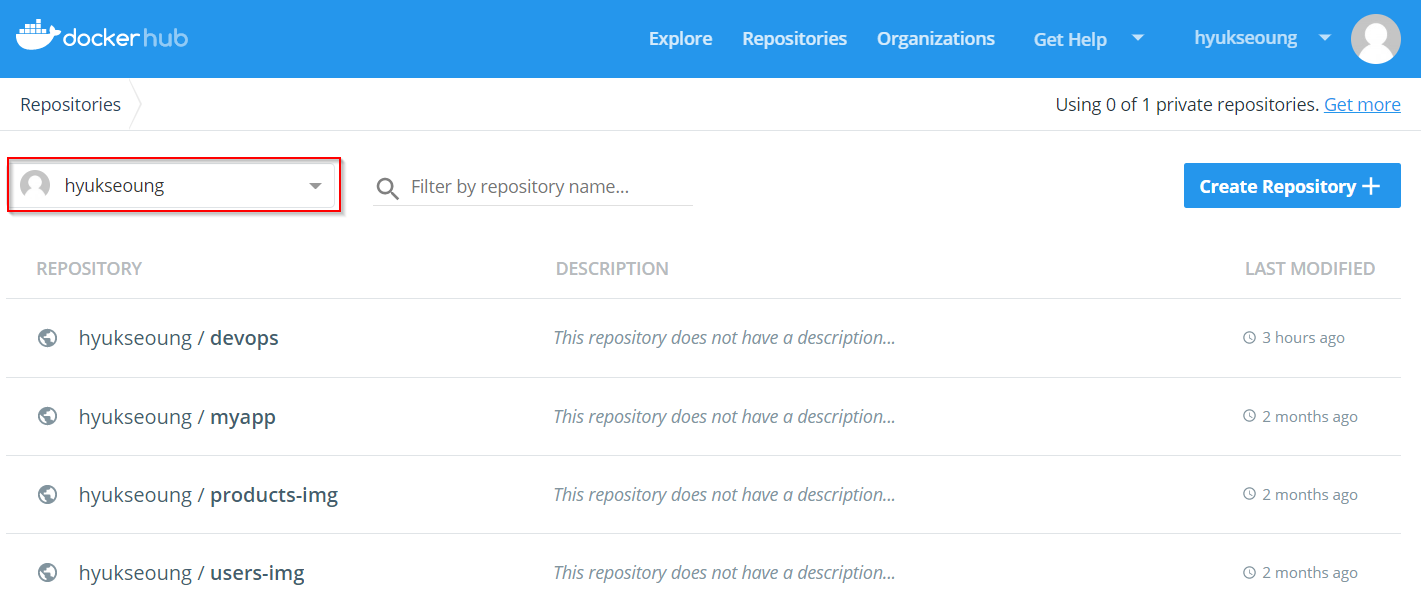 docker hub Explore Repositories Organizations Get Help hyukseoung
Repositories Using 0 of 1 private repositories. Get more
hyukseoung Filter by repository name... Create Repository +
REPOSITORY DESCRIPTION LAST MODIFIED
hyukseoung / devops This repository does not have a description... 3 hours ago
hyukseoung / myapp This repository does not have a description... 2 months ago
hyukseoung / products-img This repository does not have a description... 2 months ago
hyukseoung / users-img This repository does not have a description... 2 months ago